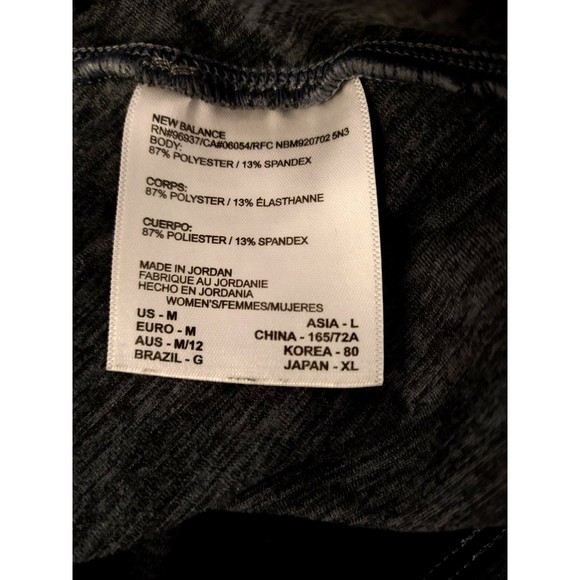 NEW BALANCE
RN#96937/CA#06054/RFC NBM920702 5N3
BODY:
87% POLYESTER / 13% SPANDEX
CORPS:
87% POLYSTER / 13% ÉLASTHANNE
CUERPO:
87% POLIESTER / 13% SPANDEX
MADE IN JORDAN
FABRIQUE AU JORDANIE
HECHO EN JORDANIA
WOMEN'S/FEMMES/MUJERES
US - M ASIA - L
EURO - M CHINA - 165/72A
AUS - M/12 KOREA - 80
BRAZIL - G JAPAN - XL